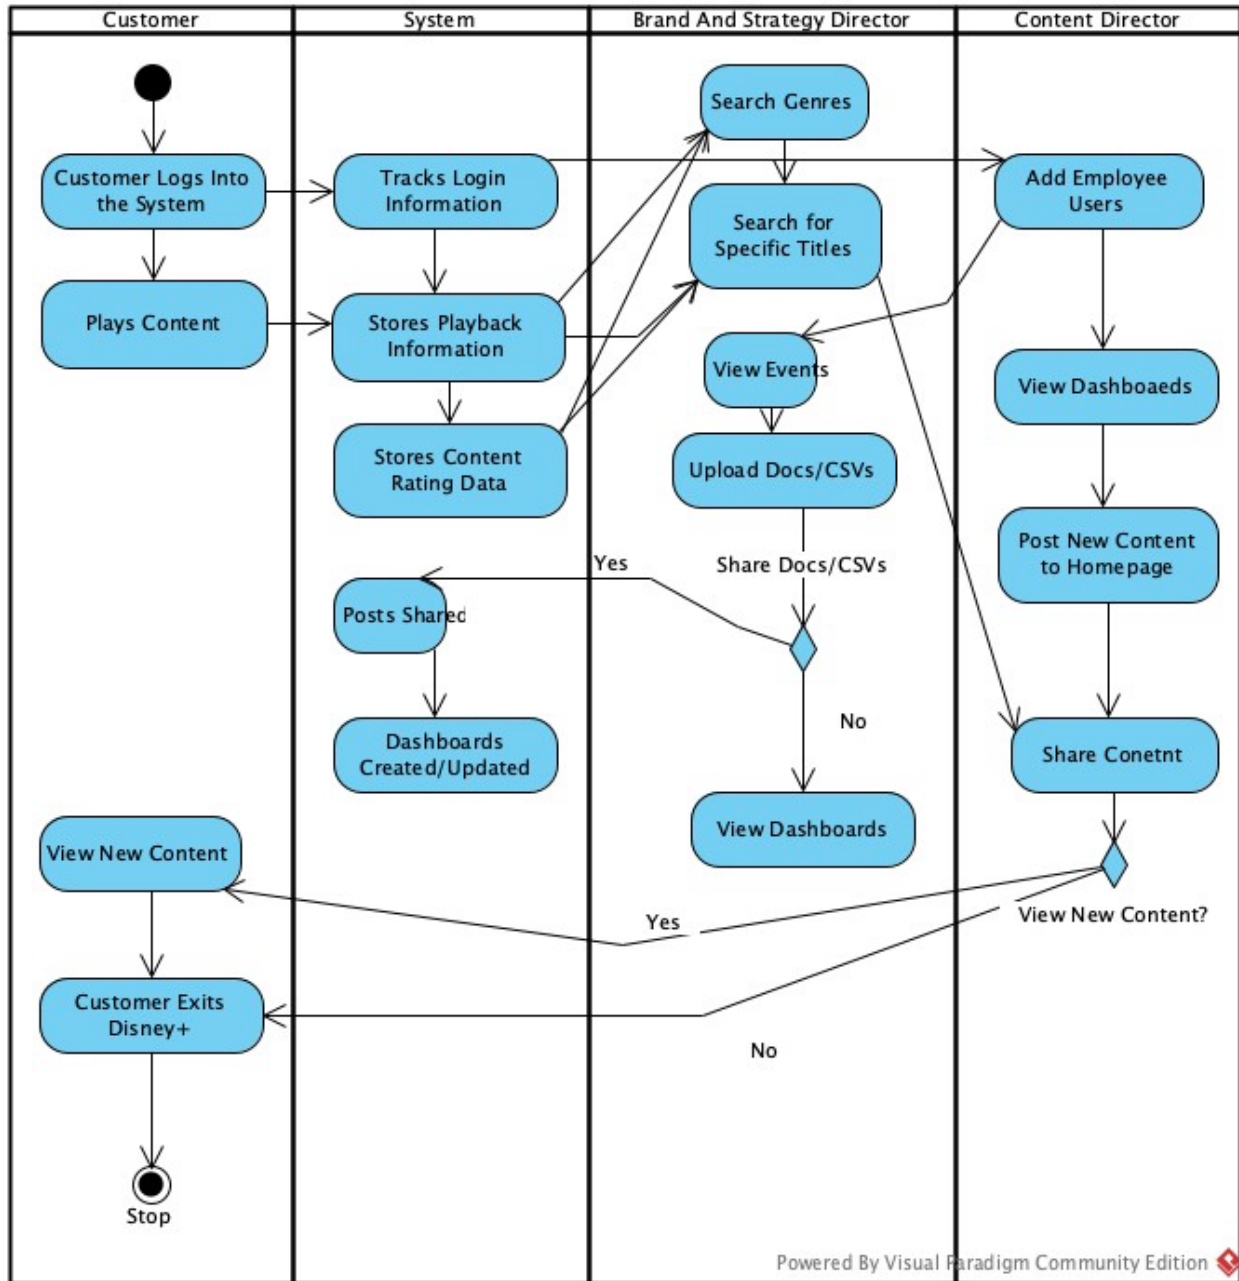 Customer
System
Brand And Strategy Director
Content Director
Search Genres
Customer Logs Into
the System
Tracks Login
Information
Add Employee
Users
Search for
Specific Titles
Plays Content
Stores Playback
Information
View Events
View Dashboaeds
Stores Content
Rating Data
Upload Docs/CSVs
Post New Content
to Homepage
Yes
Share Docs/CSVs
Posts Shared
No
Dashboards
Created/Updated
Share Conetnt
View New Content
View Dashboards
Yes
View New Content?
Customer Exits
Disney+
No
Stop
Powered By Visual Paradigm Community Edition